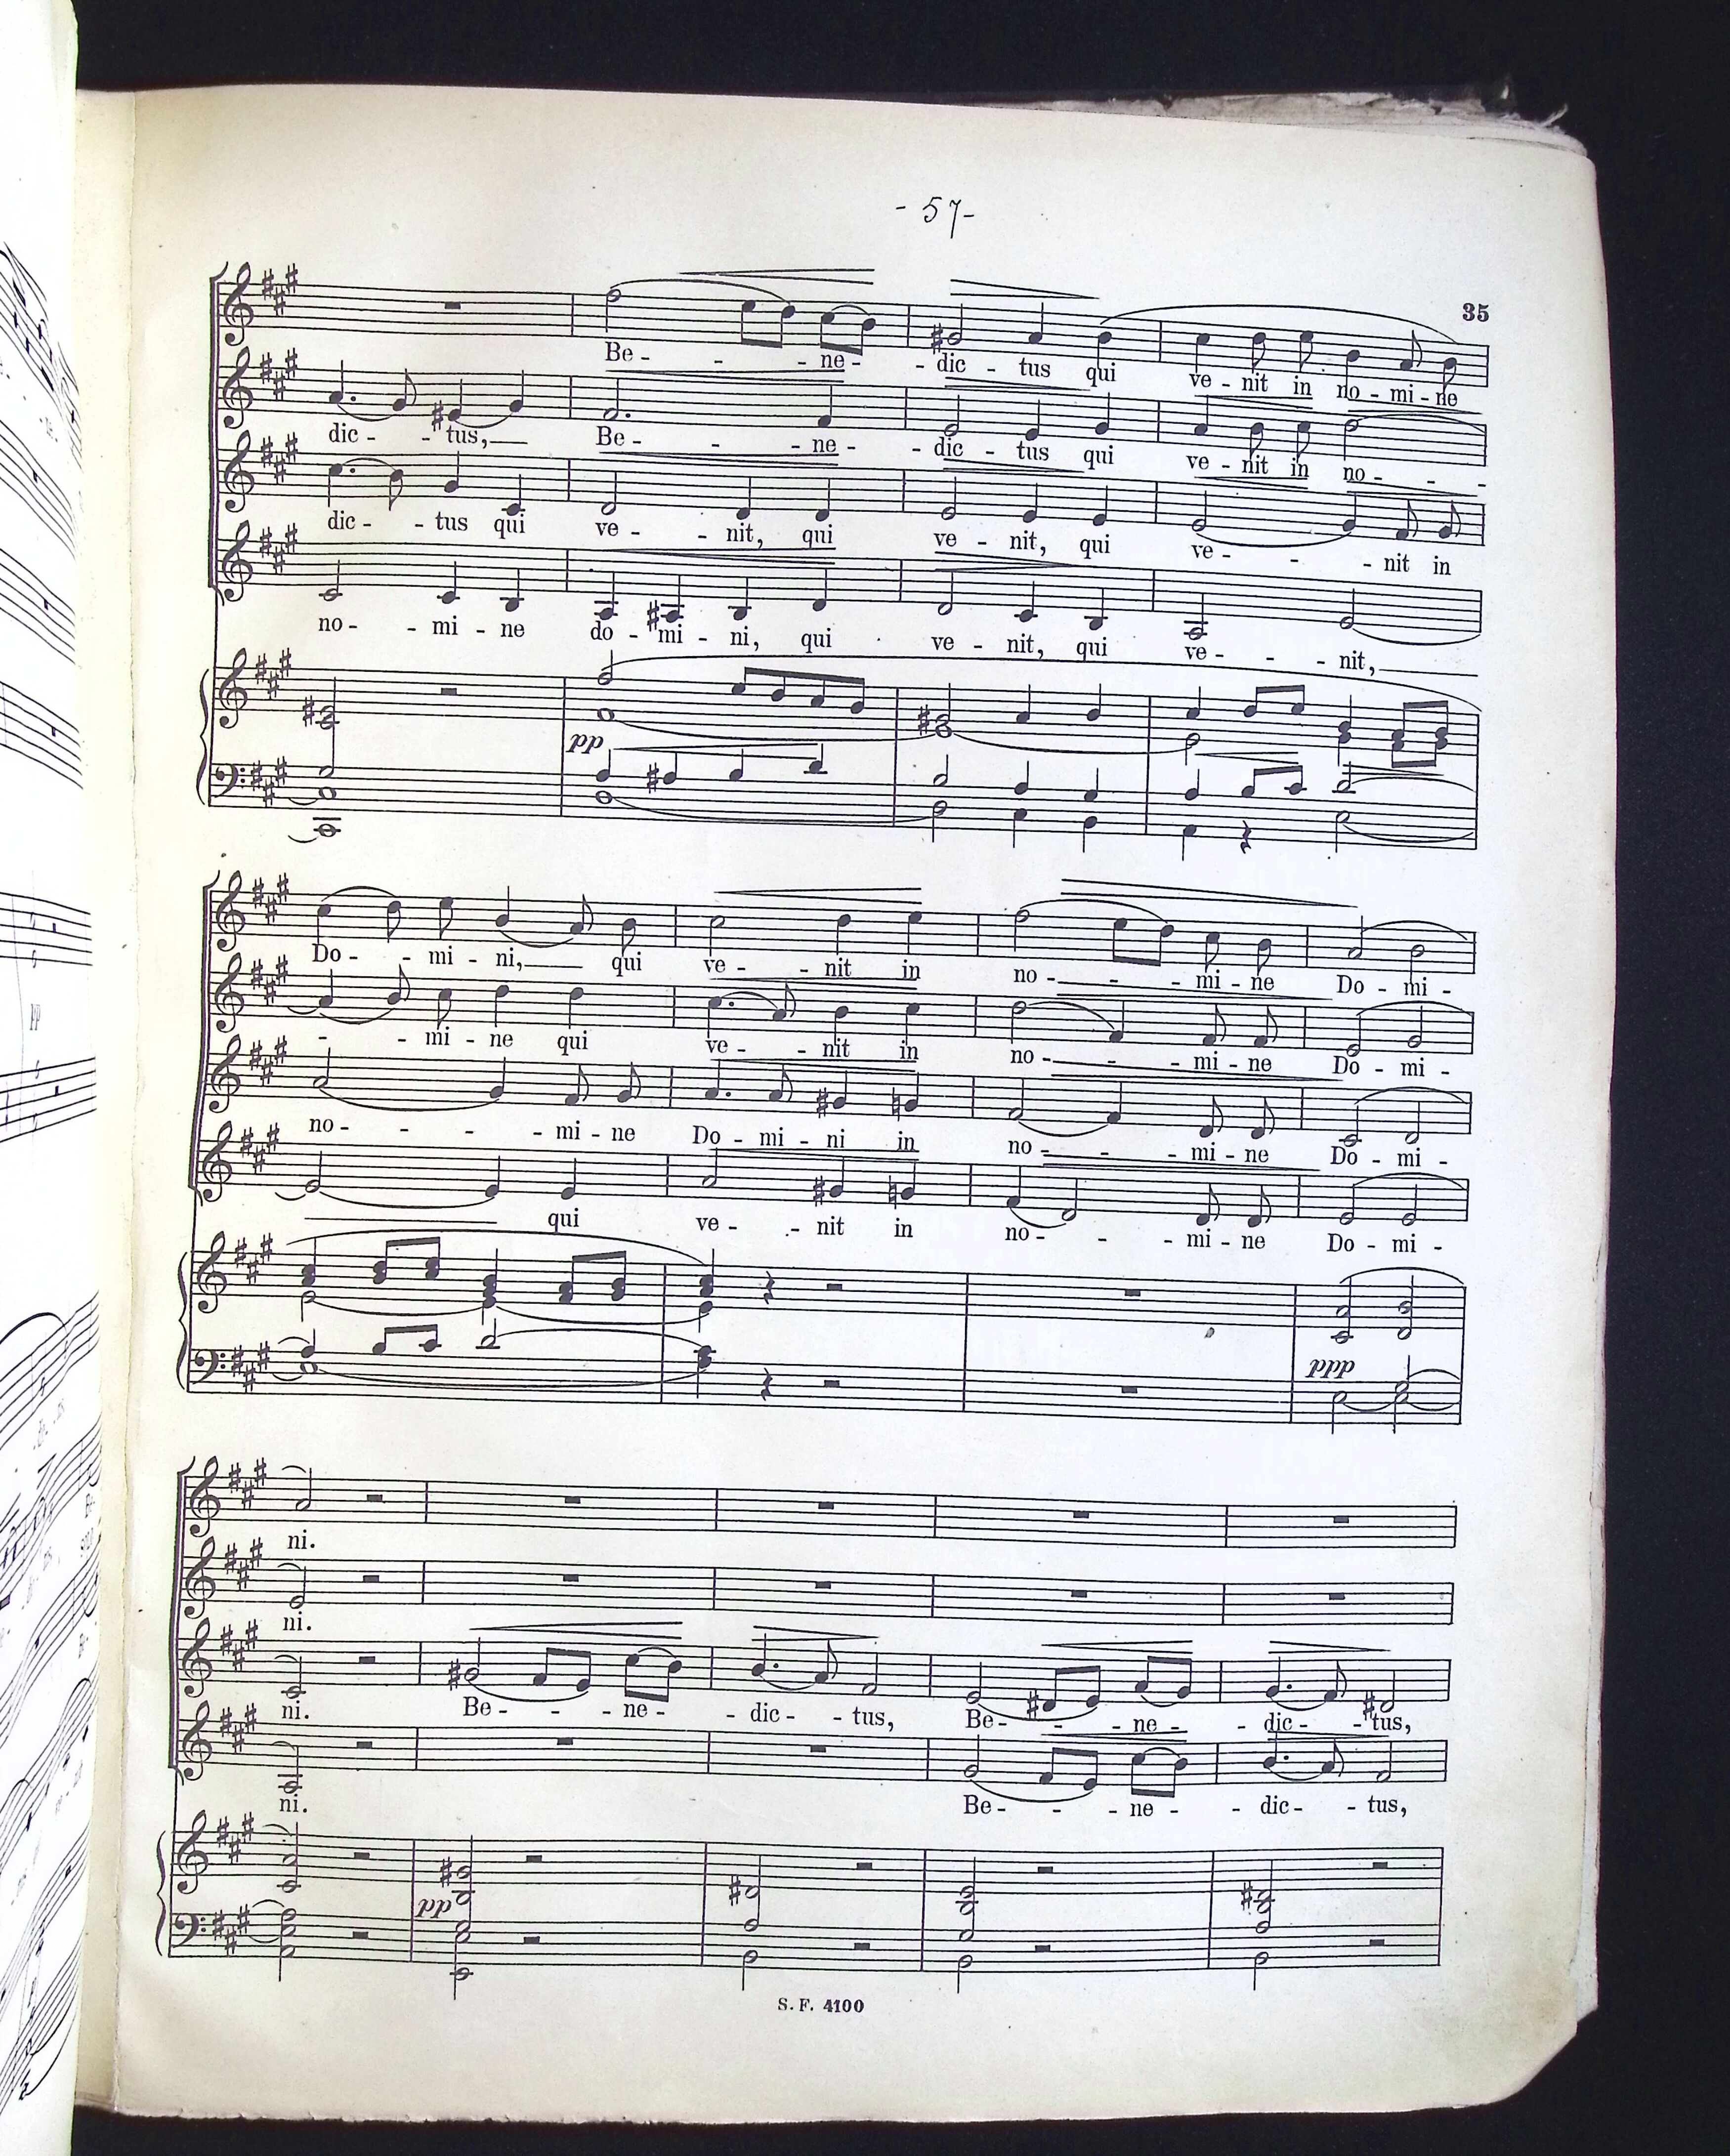 - 57 -
35
Be - - - ne - - dic - tus qui ve - nit in no - mi - ne
dic - - tus, Be - - - ne - - dic - tus qui ve - nit in no - - -
dic - - tus qui ve - - nit, qui ve - nit, qui ve - - - nit in
no - - mi - ne do - mi - ni, qui ve - nit, qui ve - - - nit,
pp
Do - - mi - ni, qui ve - - nit in no - - - mi - ne Do - mi -
- - mi - ne qui ve - - nit in no - - - mi - ne Do - mi -
no - - - - mi - ne Do - mi - ni in no - - - mi - ne Do - mi -
qui ve - - nit in no - - - mi - ne Do - mi -
ppp
ni.
ni.
ni. Be - - - ne - - dic - - tus, Be - - - ne - - dic - - tus,
ni. Be - - - ne - - dic - - tus,
pp
S. F. 4100